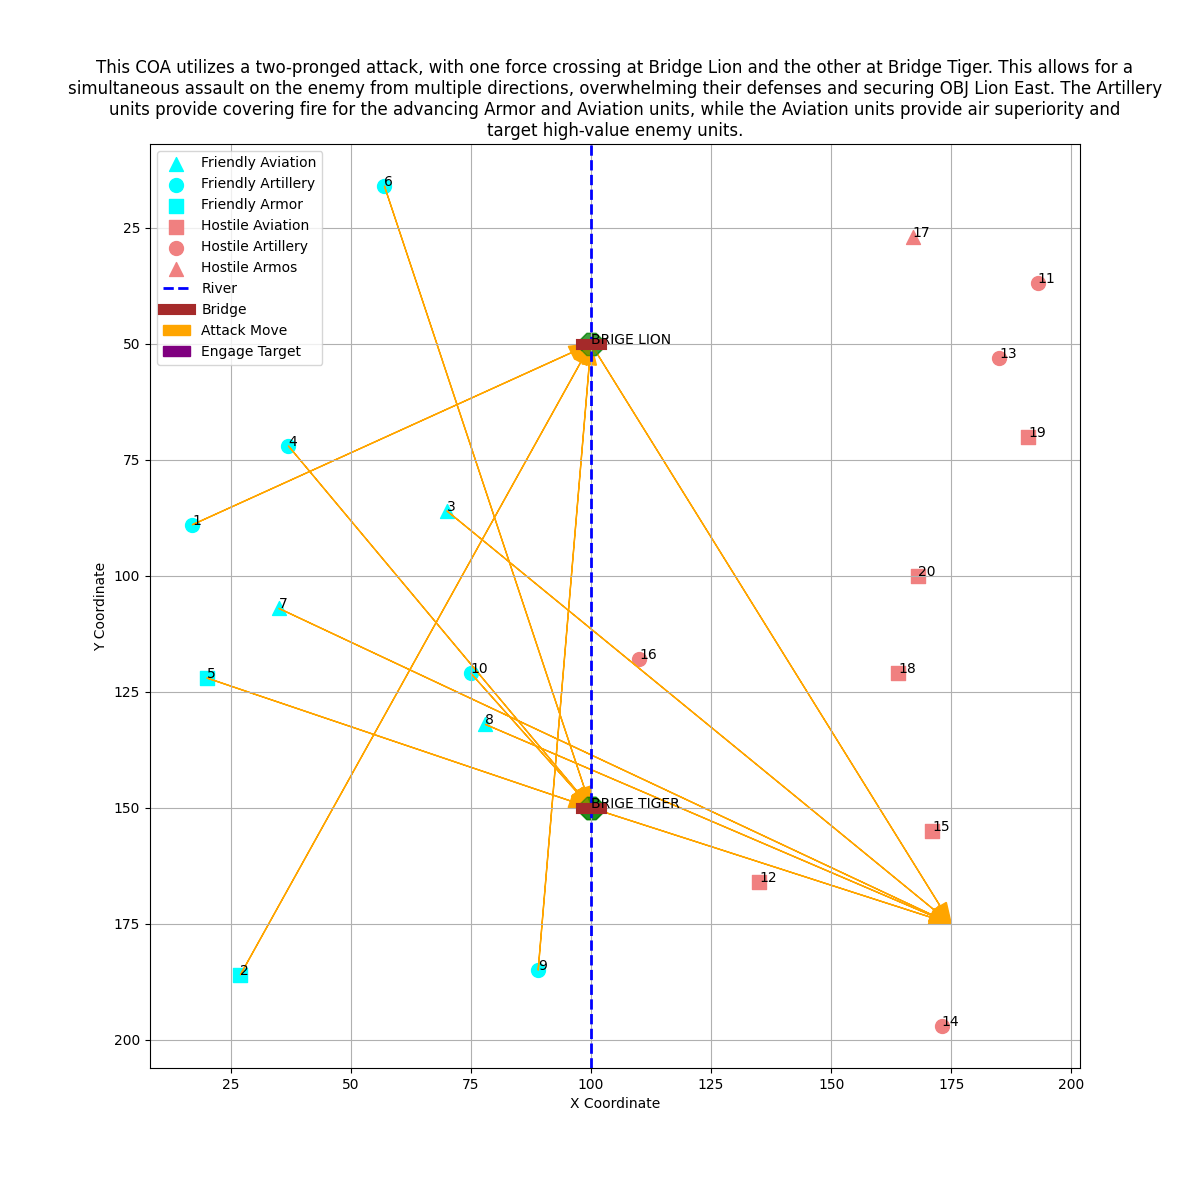 This COA utilizes a two-pronged attack, with one force crossing at Bridge Lion and the other at Bridge Tiger. This allows for a
simultaneous assault on the enemy from multiple directions, overwhelming their defenses and securing OBJ Lion East. The Artillery
units provide covering fire for the advancing Armor and Aviation units, while the Aviation units provide air superiority and
target high-value enemy units.
Friendly Aviation
Friendly Artillery
Friendly Armor
Hostile Aviation
Hostile Artillery
Hostile Armos
River
Bridge
Attack Move
Engage Target
6
17
11
BRIGE LION
13
19
4
3
1
20
7
16
10
5
18
8
BRIGE TIGER
15
12
9
2
14
25
50
75
100
125
150
175
200
Y Coordinate
25
50
75
100
125
150
175
200
X Coordinate